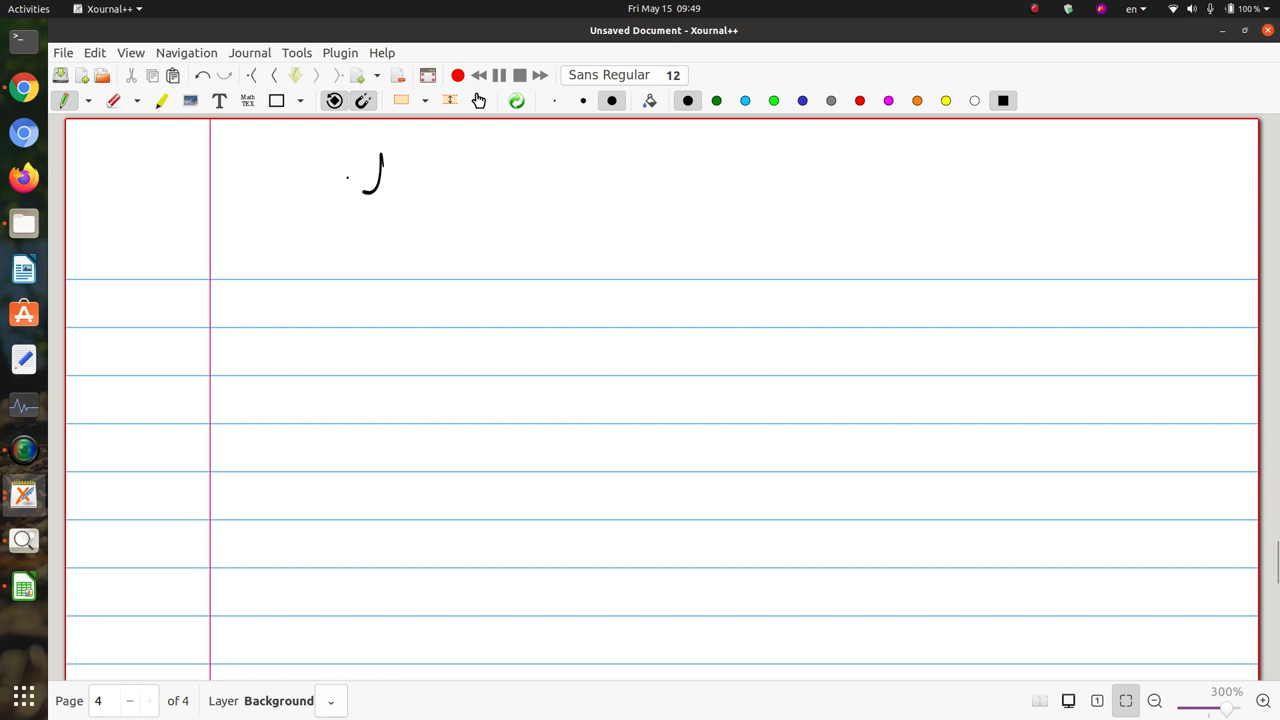 Activities
Xournal++
Fri May 15 09:49
en
100 %
Unsaved Document - Xournal++
File Edit View Navigation Journal Tools Plugin Help
Sans Regular 12
T
Math
TEX
Page 4 of 4 Layer Background
1
300%